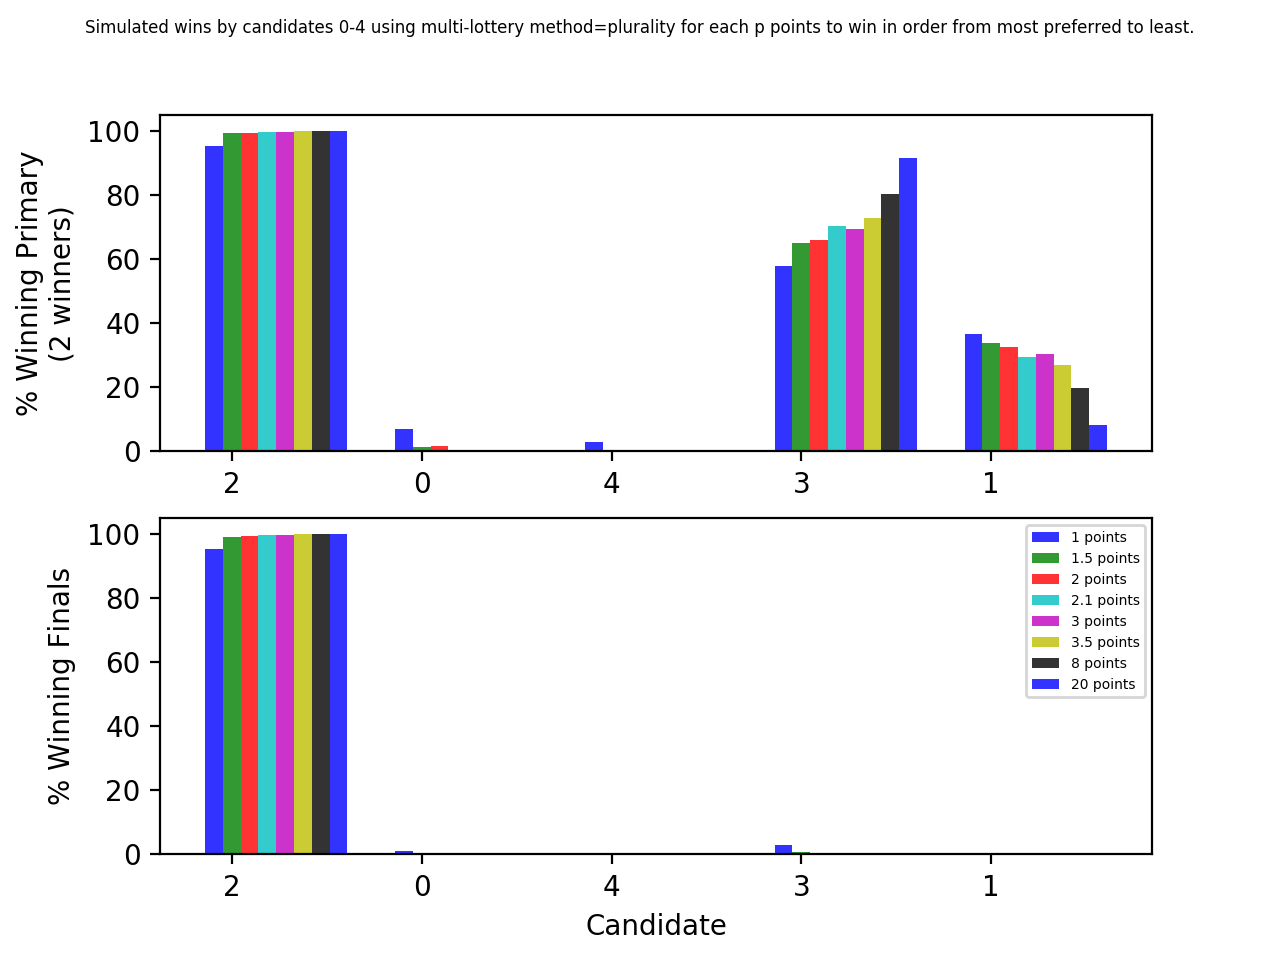 Simulated wins by candidates 0-4 using multi-lottery method=plurality for each p points to win in order from most preferred to least.
% Winning Primary
(2 winners)
100
80
60
40
20
0
2 0 4 3 1
% Winning Finals
100
80
60
40
20
0
1 points
1.5 points
2 points
2.1 points
3 points
3.5 points
8 points
20 points
2 0 4 3 1
Candidate